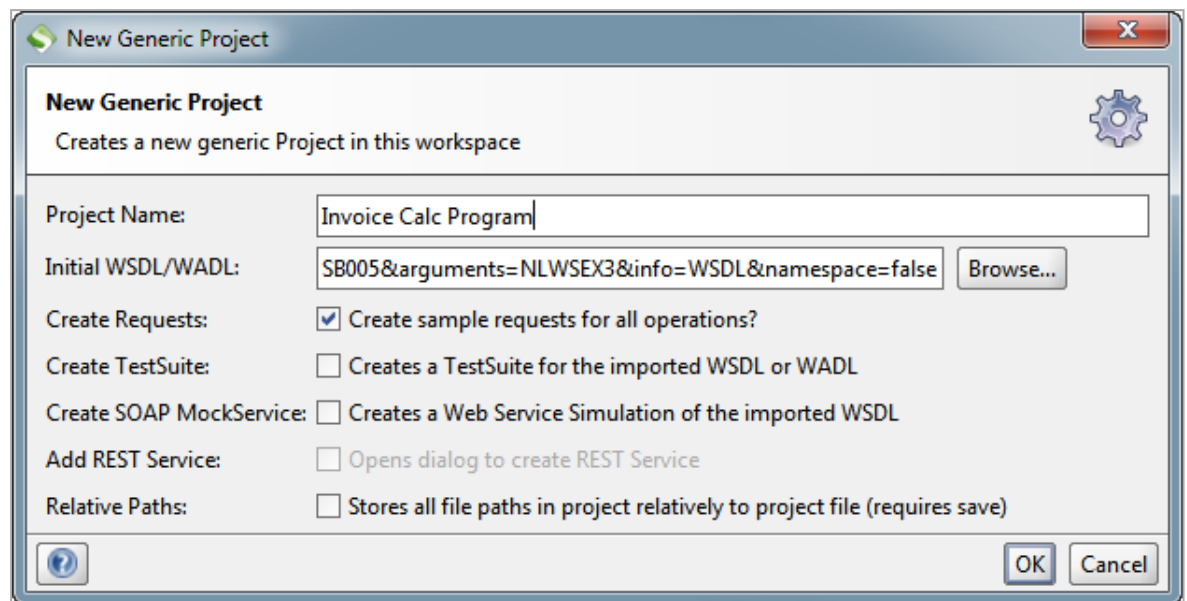 New Generic Project
New Generic Project
Creates a new generic Project in this workspace
Project Name: Invoice Calc Program
Initial WSDL/WADL: SB005&arguments=NLWSEX3&info=WSDL&namespace=false Browse...
Create Requests: Create sample requests for all operations?
Create TestSuite: Creates a TestSuite for the imported WSDL or WADL
Create SOAP MockService: Creates a Web Service Simulation of the imported WSDL
Add REST Service: Opens dialog to create REST Service
Relative Paths: Stores all file paths in project relatively to project file (requires save)
? OK Cancel